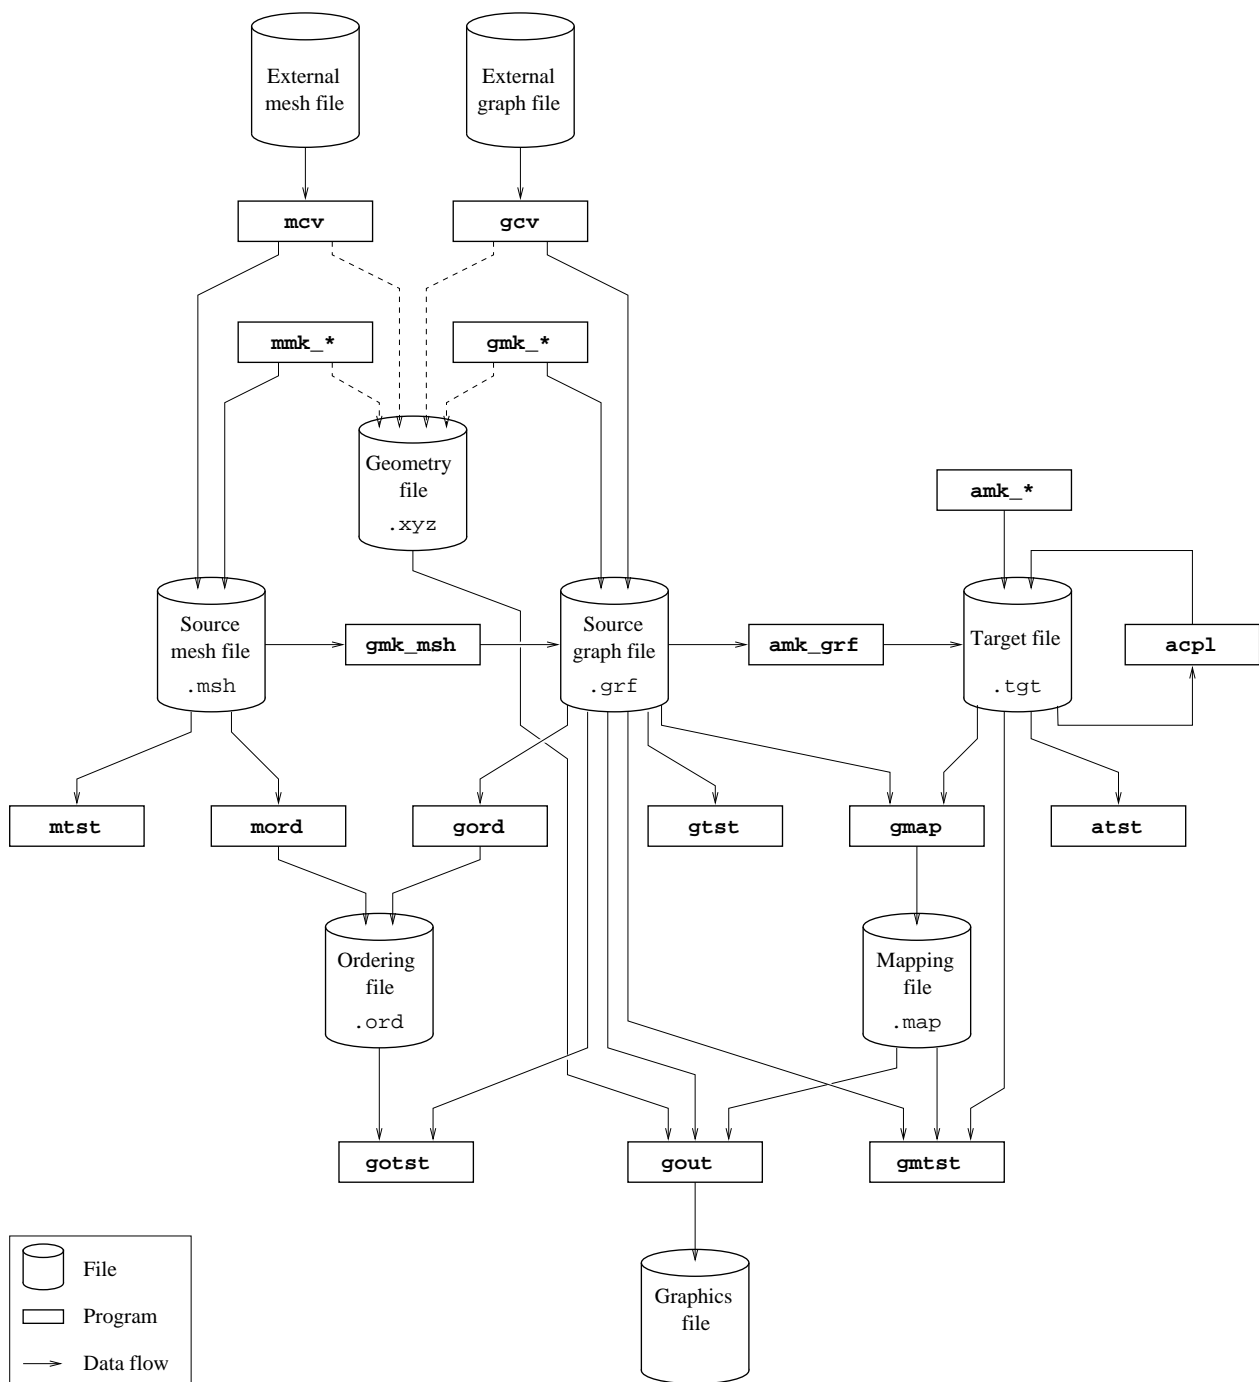 External
mesh file
External
graph file
mcv
gcv
mmk_*
gmk_*
Geometry
file
.xyz
amk_*
Source
mesh file
.msh
gmk_msh
Source
graph file
.grf
amk_grf
Target file
.tgt
acpl
mtst
mord
gord
gtst
gmap
atst
Ordering
file
.ord
Mapping
file
.map
gotst
gout
gmtst
Graphics
file
File
Program
Data flow